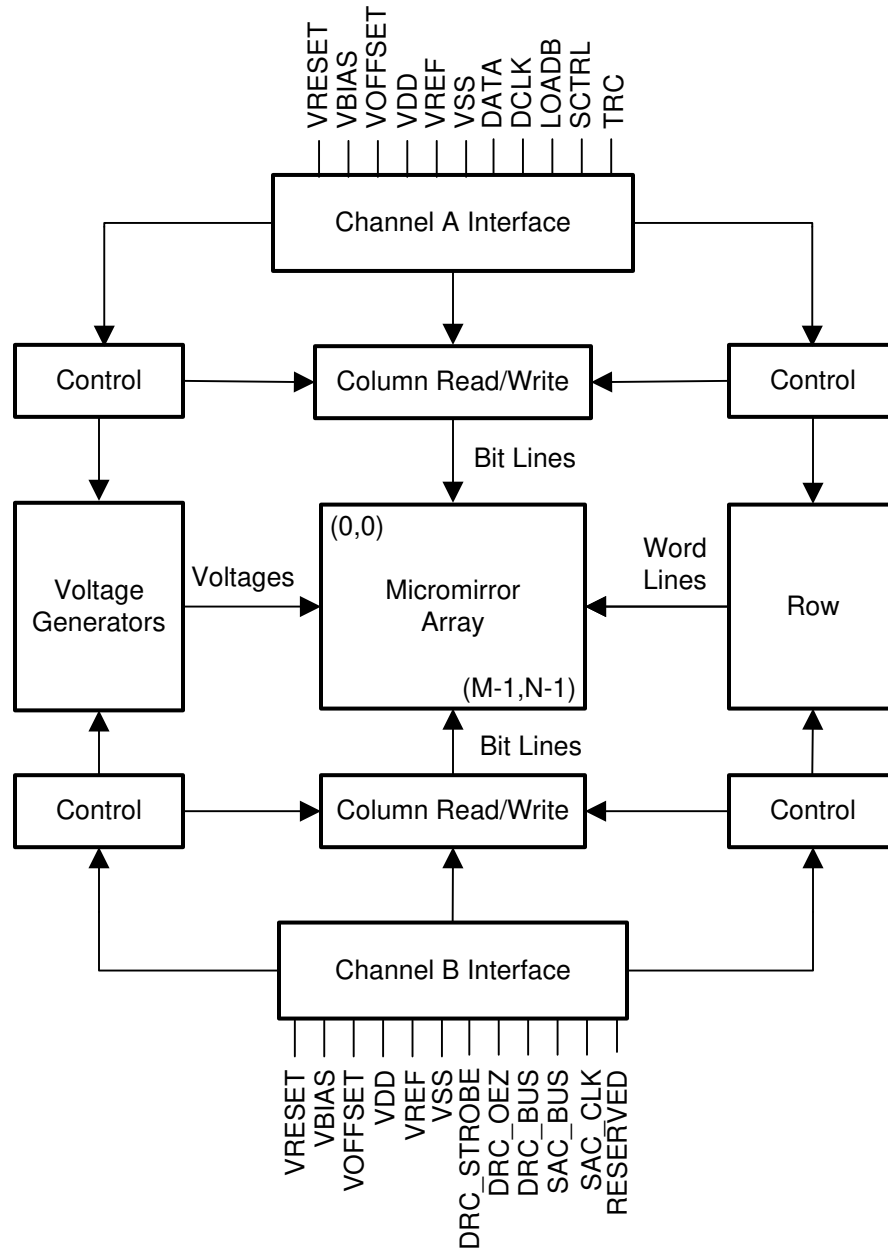 VRESET
VBIAS
VOFFSET
VDD
VREF
VSS
DATA
DCLK
LOADB
SCTRL
TRC
Channel A Interface
Control
Column Read/Write
Control
Bit Lines
(0,0)
Voltage
Generators
Voltages
Micromirror
Array
Word
Lines
Row
(M-1,N-1)
Bit Lines
Control
Column Read/Write
Control
Channel B Interface
VRESET
VBIAS
VOFFSET
VDD
VREF
VSS
DRC_STROBE
DRC_OEZ
DRC_BUS
SAC_BUS
SAC_CLK
RESERVED